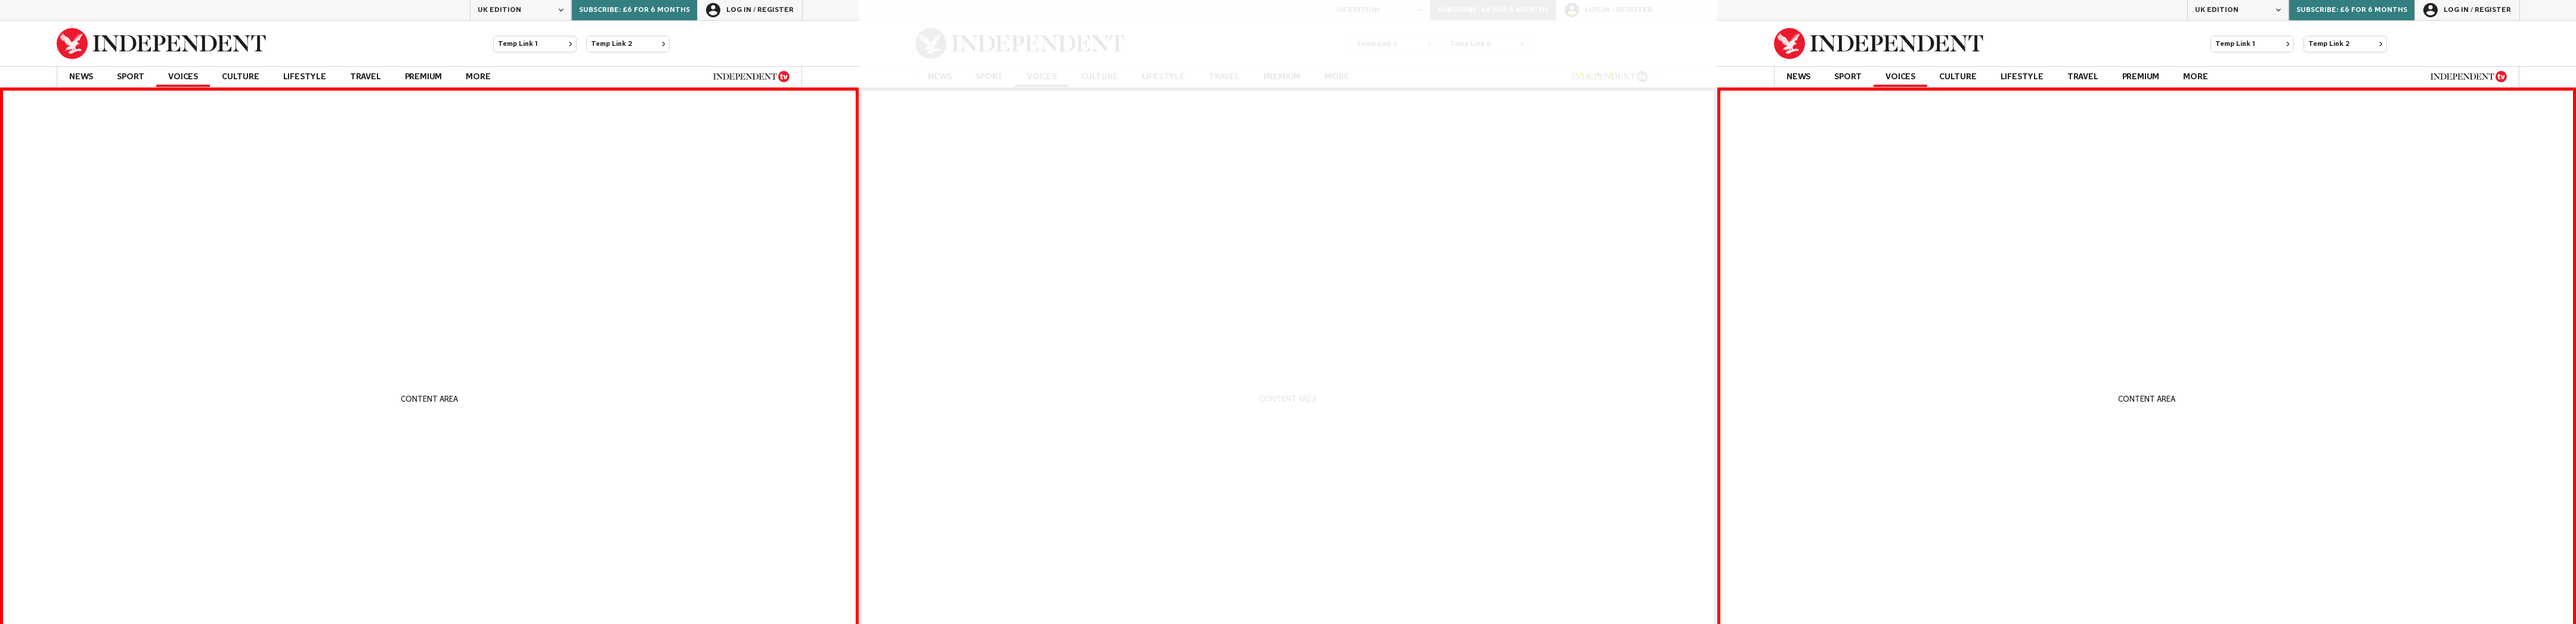 UK EDITION SUBSCRIBE: £6 FOR 6 MONTHS LOG IN / REGISTER
INDEPENDENT Temp Link 1 Temp Link 2
NEWS SPORT VOICES CULTURE LIFESTYLE TRAVEL PREMIUM MORE INDEPENDENT tv
CONTENT AREA
UK EDITION SUBSCRIBE: £6 FOR 6 MONTHS LOG IN / REGISTER
INDEPENDENT Temp Link 1 Temp Link 2
NEWS SPORT VOICES CULTURE LIFESTYLE TRAVEL PREMIUM MORE INDEPENDENT tv
CONTENT AREA
UK EDITION SUBSCRIBE: £6 FOR 6 MONTHS LOG IN / REGISTER
INDEPENDENT Temp Link 1 Temp Link 2
NEWS SPORT VOICES CULTURE LIFESTYLE TRAVEL PREMIUM MORE INDEPENDENT tv
CONTENT AREA